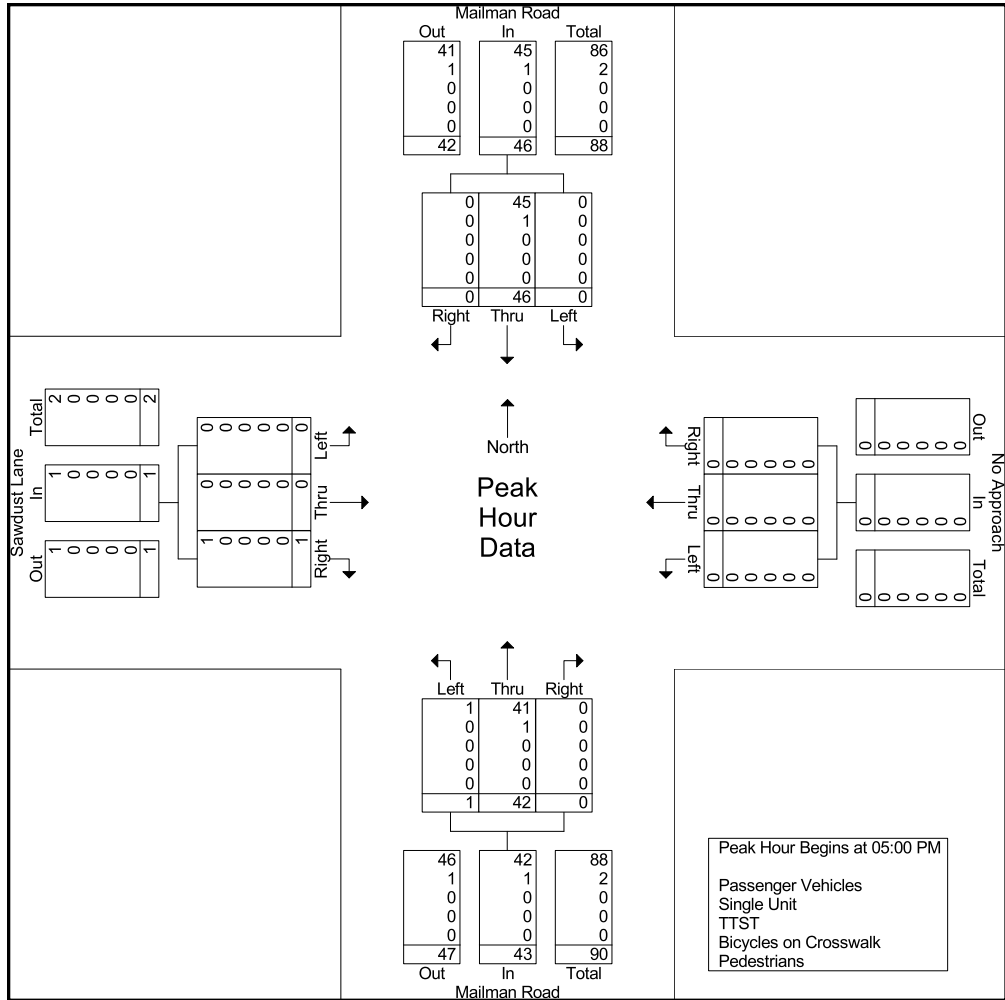 Mailman Road
Out In Total
41 45 86
1 1 2
0 0 0
0 0 0
0 0 0
42 46 88
0 45 0
0 1 0
0 0 0
0 0 0
0 0 0
0 46 0
Right Thru Left
Sawdust Lane
Total In Out
2 1 1
0 0 0
0 0 0
0 0 0
0 0 0
2 1 1
0 0 1
0 0 0
0 0 0
0 0 0
0 0 0
0 0 1
Left Thru Right
North
Peak
Hour
Data
Right Thru Left
0 0 0
0 0 0
0 0 0
0 0 0
0 0 0
0 0 0
No Approach
Out In Total
0 0 0
0 0 0
0 0 0
0 0 0
0 0 0
0 0 0
Left Thru Right
1 41 0
0 1 0
0 0 0
0 0 0
0 0 0
1 42 0
46 42 88
1 1 2
0 0 0
0 0 0
0 0 0
47 43 90
Out In Total
Mailman Road
Peak Hour Begins at 05:00 PM
Passenger Vehicles
Single Unit
TTST
Bicycles on Crosswalk
Pedestrians